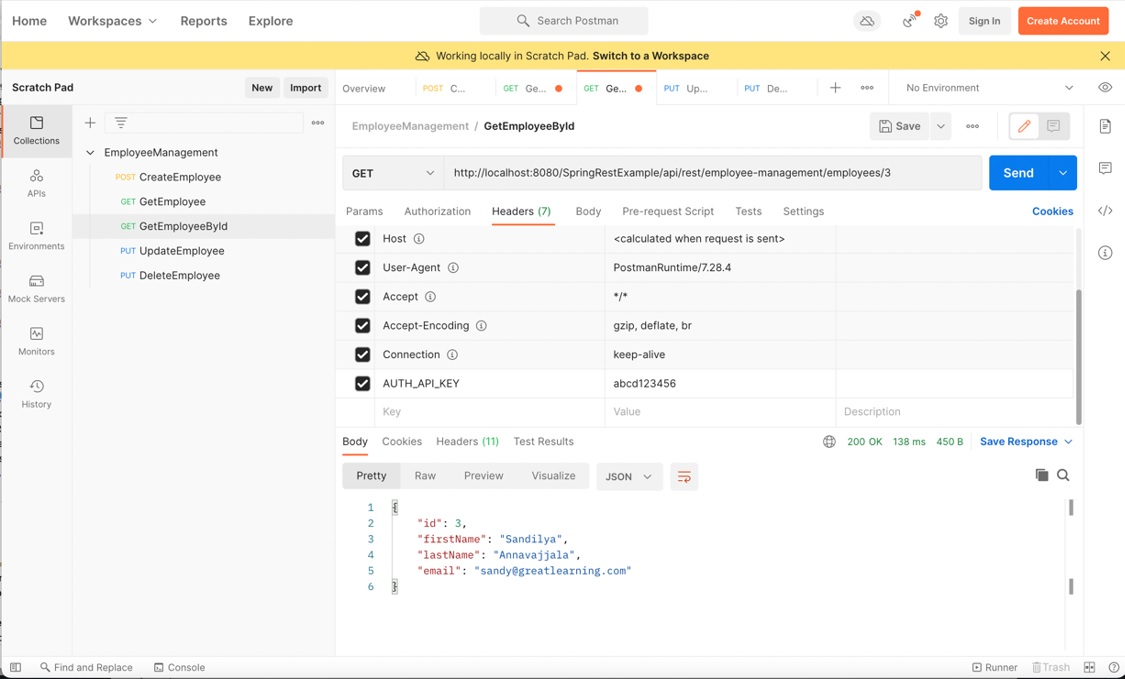 Home Workspaces Reports Explore Search Postman Sign In Create Account
Working locally in Scratch Pad. Switch to a Workspace
Scratch Pad New Import
Overview POST C... GET Ge... GET Ge... PUT Up... PUT De... No Environment
Collections
APIs
Environments
Mock Servers
Monitors
History
EmployeeManagement
POST CreateEmployee
GET GetEmployee
GET GetEmployeeById
PUT UpdateEmployee
PUT DeleteEmployee
EmployeeManagement / GetEmployeeById Save
GET http://localhost:8080/SpringRestExample/api/rest/employee-management/employees/3 Send
Params Authorization Headers (7) Body Pre-request Script Tests Settings Cookies
Host <calculated when request is sent>
User-Agent PostmanRuntime/7.28.4
Accept */*
Accept-Encoding gzip, deflate, br
Connection keep-alive
AUTH_API_KEY abcd123456
Key Value Description
Body Cookies Headers (11) Test Results 200 OK 138 ms 450 B Save Response
Pretty Raw Preview Visualize JSON
1 {
2 "id": 3,
3 "firstName": "Sandilya",
4 "lastName": "Annavajjala",
5 "email": "sandy@greatlearning.com"
6 }
Find and Replace Console Runner Trash